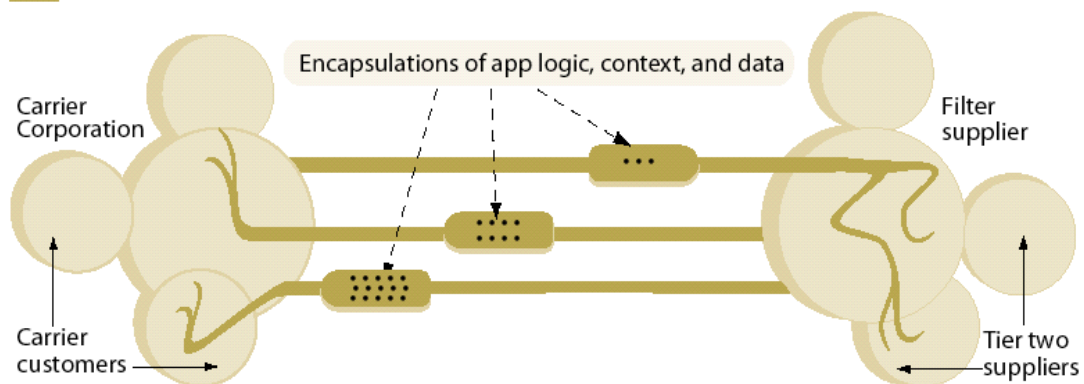 Encapsulations of app logic, context, and data
Carrier
Corporation
Filter
supplier
Carrier
customers
Tier two
suppliers